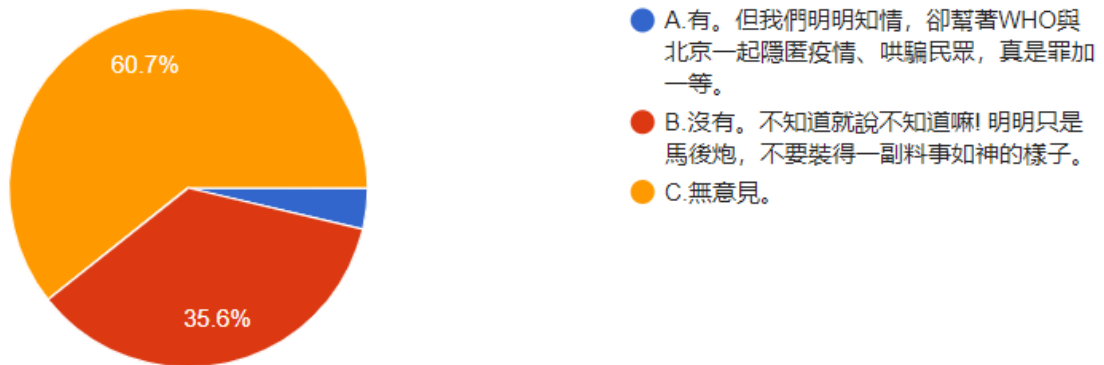 60.7%
35.6%
A.有。但我們明明知情，卻幫著WHO與
北京一起隱匿疫情、哄騙民眾，真是罪加
一等。
B.沒有。不知道就說不知道嘛! 明明只是
馬後炮，不要裝得一副料事如神的樣子。
C.無意見。